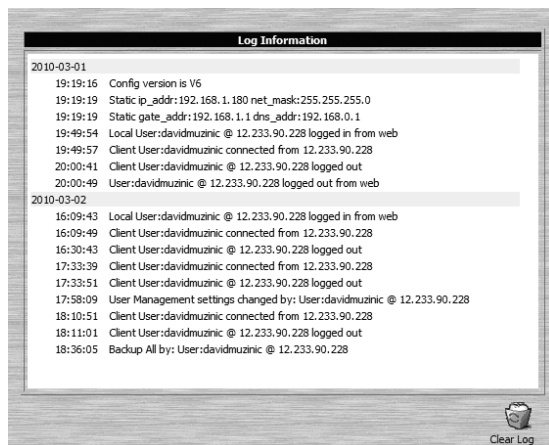 Log Information
2010-03-01
19:19:16 Config version is V6
19:19:19 Static ip_addr:192.168.1.180 net_mask:255.255.255.0
19:19:19 Static gate_addr:192.168.1.1 dns_addr:192.168.0.1
19:49:54 Local User:davidmuzinic @ 12.233.90.228 logged in from web
19:49:57 Client User:davidmuzinic connected from 12.233.90.228
20:00:41 Client User:davidmuzinic @ 12.233.90.228 logged out
20:00:49 User:davidmuzinic @ 12.233.90.228 logged out from web
2010-03-02
16:09:43 Local User:davidmuzinic @ 12.233.90.228 logged in from web
16:09:49 Client User:davidmuzinic connected from 12.233.90.228
16:30:43 Client User:davidmuzinic @ 12.233.90.228 logged out
17:33:39 Client User:davidmuzinic connected from 12.233.90.228
17:33:51 Client User:davidmuzinic @ 12.233.90.228 logged out
17:58:09 User Management settings changed by: User:davidmuzinic @ 12.233.90.228
18:10:51 Client User:davidmuzinic connected from 12.233.90.228
18:11:01 Client User:davidmuzinic @ 12.233.90.228 logged out
18:36:05 Backup All by: User:davidmuzinic @ 12.233.90.228
Clear Log